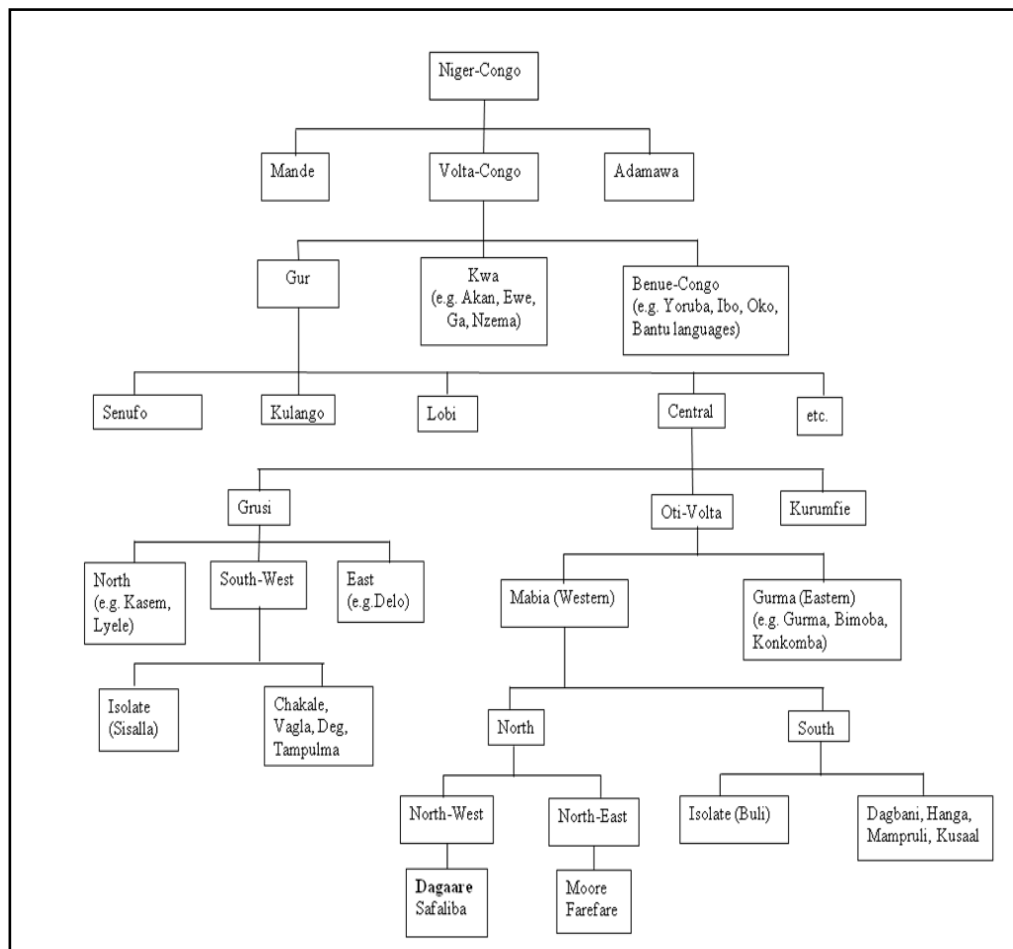 Niger-Congo
Mande
Volta-Congo
Adamawa
Gur
Kwa
(e.g. Akan, Ewe,
Ga, Nzema)
Benue-Congo
(e.g. Yoruba, Ibo, Oko,
Bantu languages)
Senufo
Kulango
Lobi
Central
etc.
Grusi
Oti-Volta
Kurumfie
North
(e.g. Kasem,
Lyele)
South-West
East
(e.g.Delo)
Mabia (Western)
Gurma (Eastern)
(e.g. Gurma, Bimoba,
Konkomba)
Isolate
(Sisalla)
Chakale,
Vagla, Deg,
Tampulma
North
South
North-West
North-East
Isolate (Buli)
Dagbani, Hanga,
Mampruli, Kusaal
Dagaare
Safaliba
Moore
Farefare